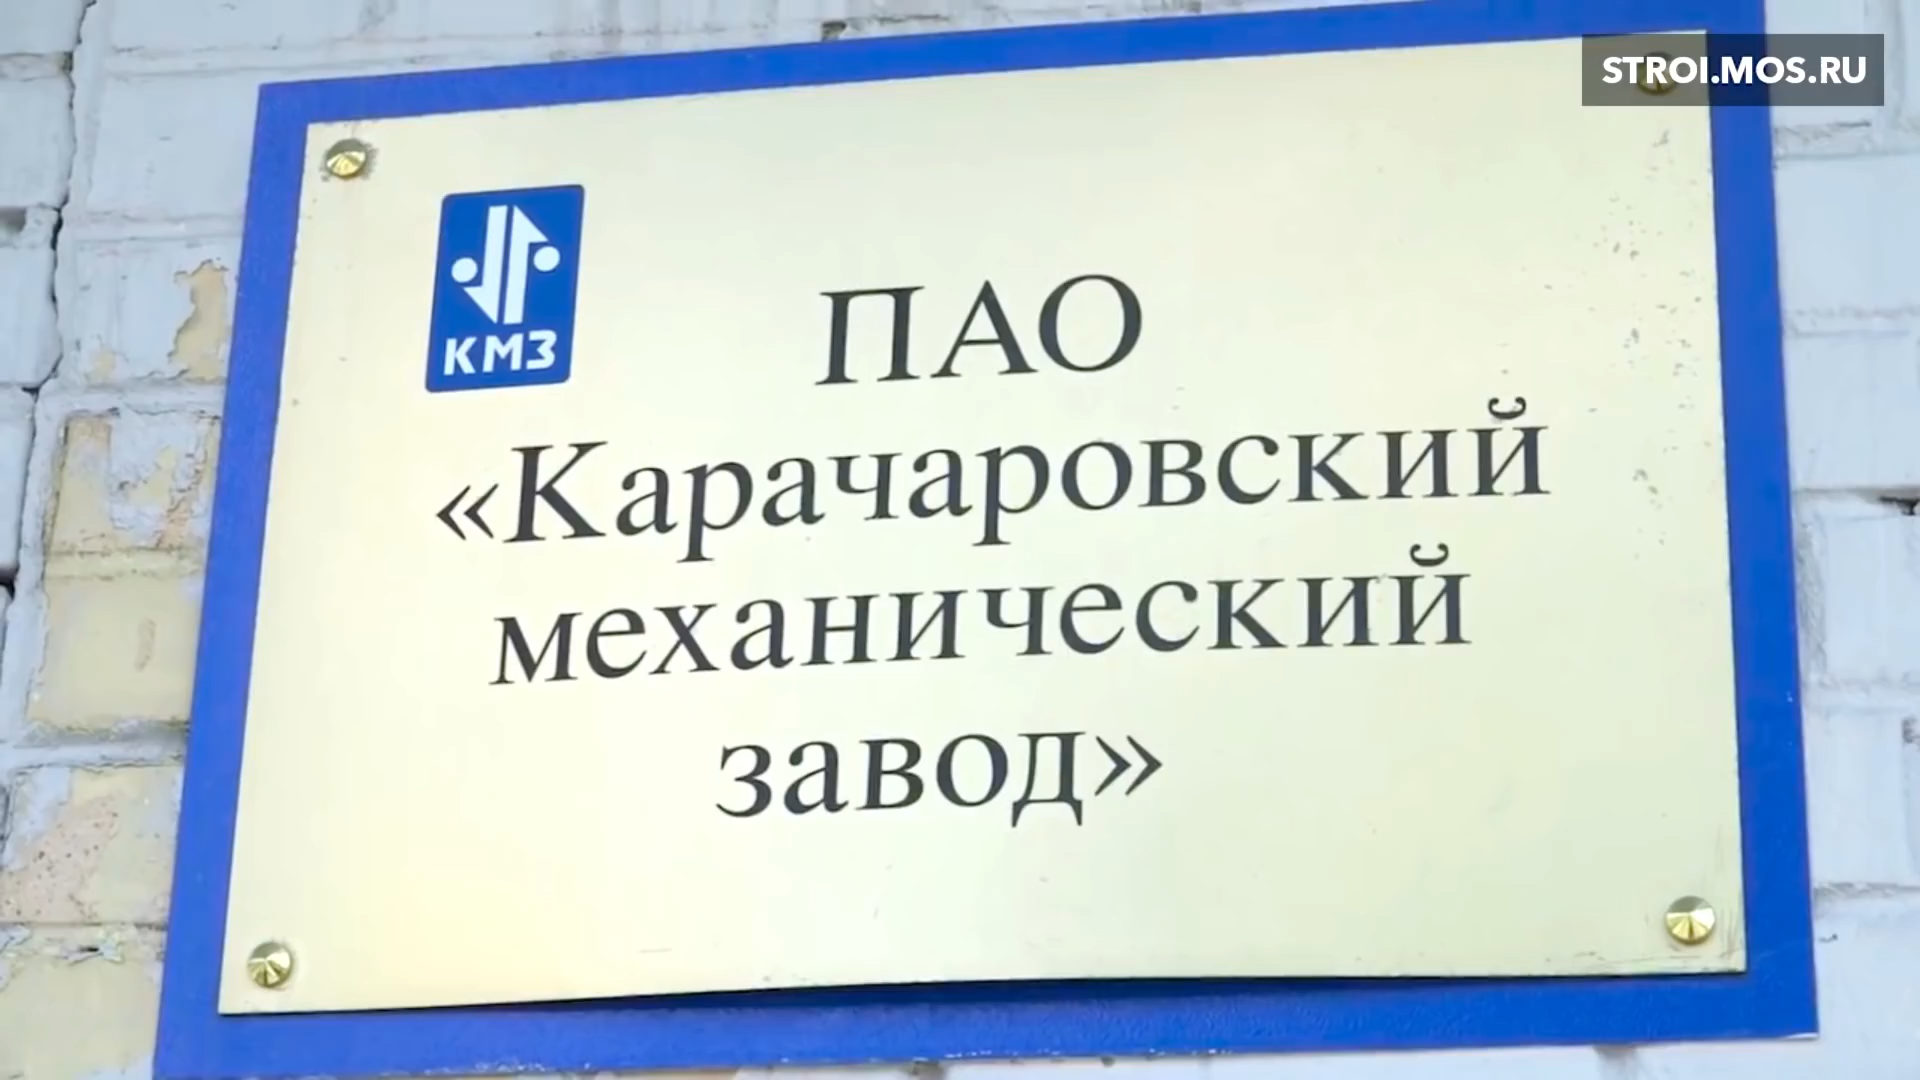 STROI.MOS.RU
КМЗ
ПАО
«Карачаровский
механический
завод»